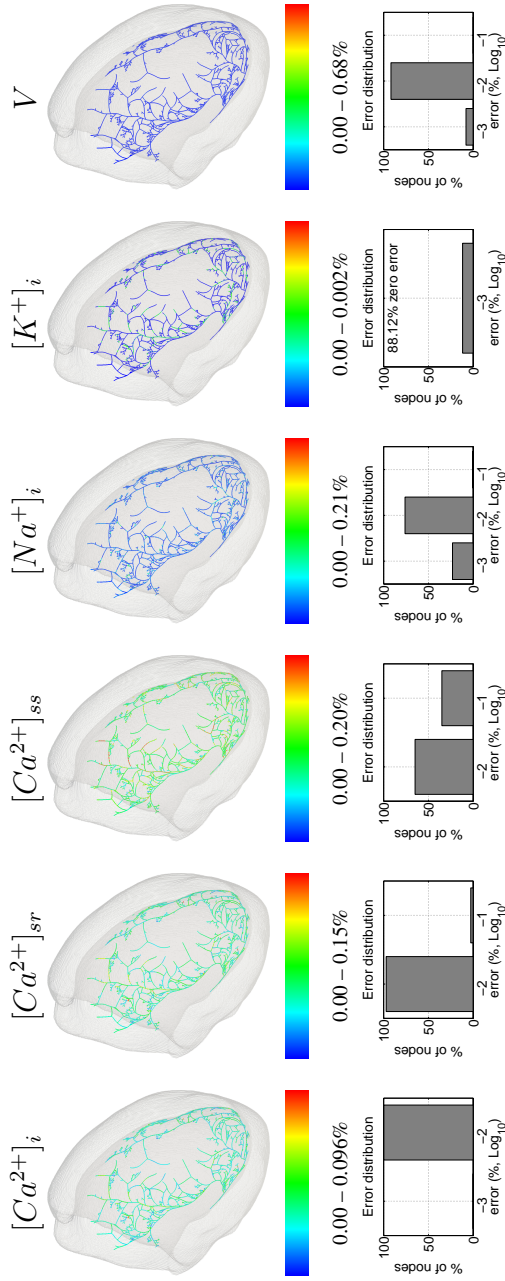 [Ca²⁺]ᵢ
0.00 − 0.096%
Error distribution
% of nodes
100
50
0
−3
−2
error (%, Log₁₀)
[Ca²⁺]ₛᵣ
0.00 − 0.15%
Error distribution
% of nodes
100
50
0
−2
−1
error (%, Log₁₀)
[Ca²⁺]ₛₛ
0.00 − 0.20%
Error distribution
% of nodes
100
50
0
−2
−1
error (%, Log₁₀)
[Na⁺]ᵢ
0.00 − 0.21%
Error distribution
% of nodes
100
50
0
−3
−2
−1
error (%, Log₁₀)
[K⁺]ᵢ
0.00 − 0.002%
Error distribution
88.12% zero error
% of nodes
100
50
0
−3
error (%, Log₁₀)
V
0.00 − 0.68%
Error distribution
% of nodes
100
50
0
−3
−2
−1
error (%, Log₁₀)